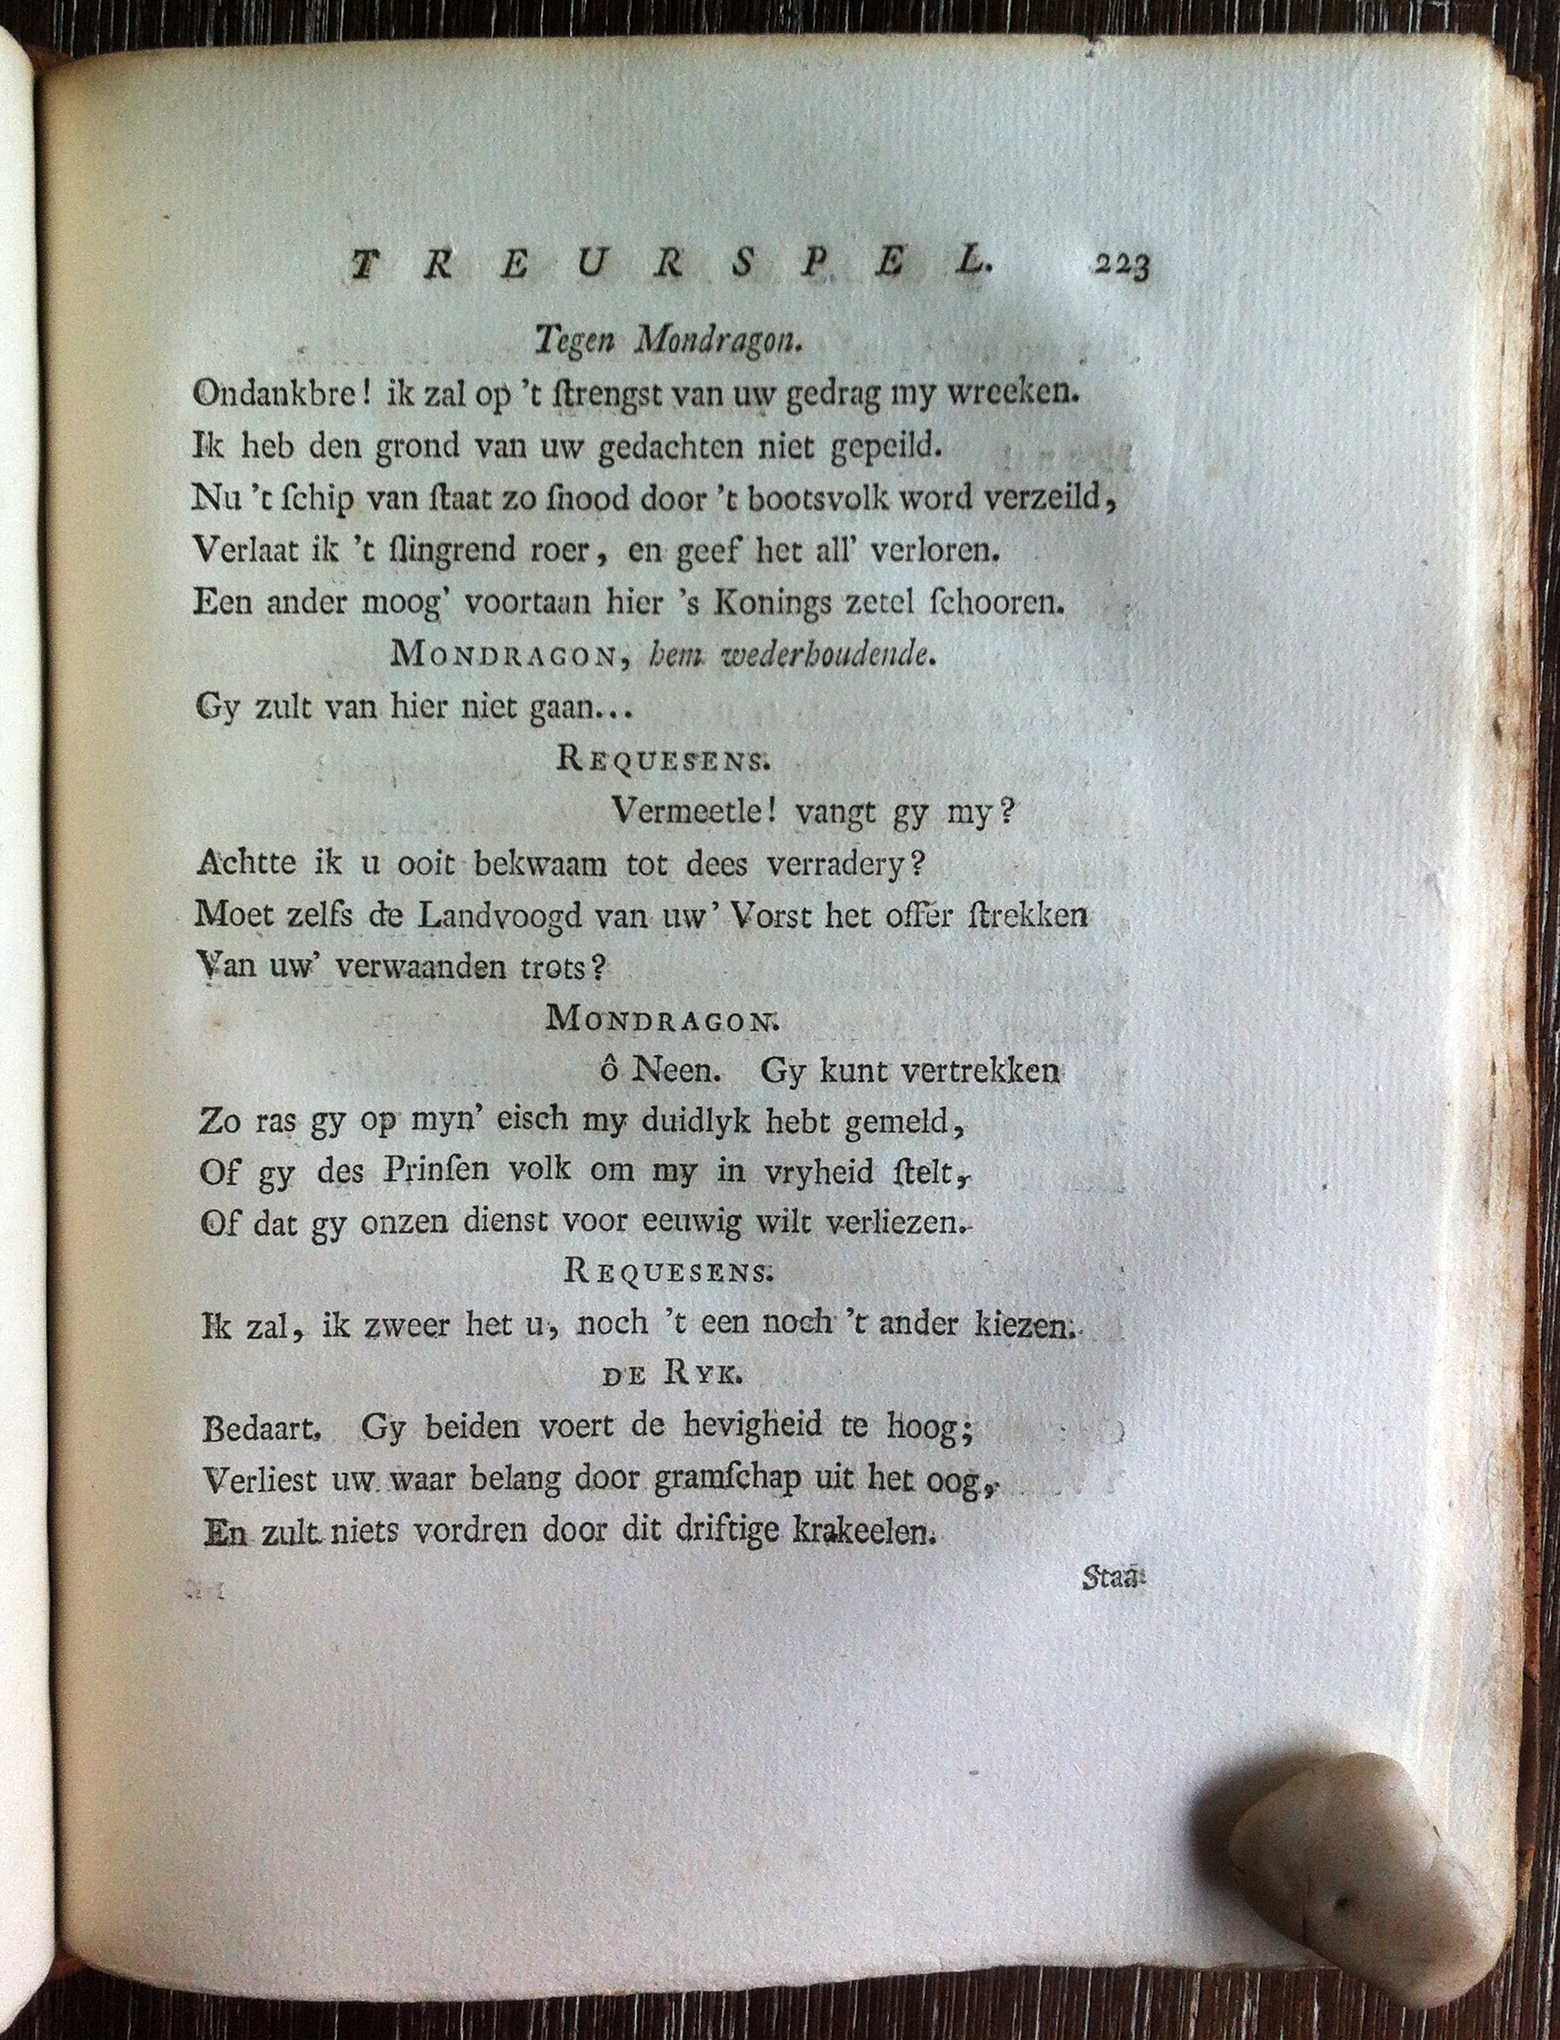 TREURSPEL. 223
Tegen Mondragon.
Ondankbre! ik zal op 't ſtrengst van uw gedrag my wreeken.
Ik heb den grond van uw gedachten niet gepeild.
Nu 't ſchip van ſtaat zo ſnood door 't bootsvolk word verzeild,
Verlaat ik 't ſlingrend roer, en geef het all' verloren.
Een ander moog' voortaan hier 's Konings zetel ſchooren.
MONDRAGON, hem wederhoudende.
Gy zult van hier niet gaan...
REQUESENS.
Vermeetle! vangt gy my?
Achtte ik u ooit bekwaam tot dees verradery?
Moet zelfs de Landvoogd van uw' Vorst het offer ſtrekken
Van uw' verwaanden trots?
MONDRAGON.
ô Neen. Gy kunt vertrekken
Zo ras gy op myn' eisch my duidlyk hebt gemeld,
Of gy des Prinſen volk om my in vryheid ſtelt,
Of dat gy onzen dienst voor eeuwig wilt verliezen.
REQUESENS.
Ik zal, ik zweer het u, noch 't een noch 't ander kiezen.
DE RYK.
Bedaart. Gy beiden voert de hevigheid te hoog;
Verliest uw waar belang door gramſchap uit het oog,
En zult niets vordren door dit driftige krakeelen.
Staat